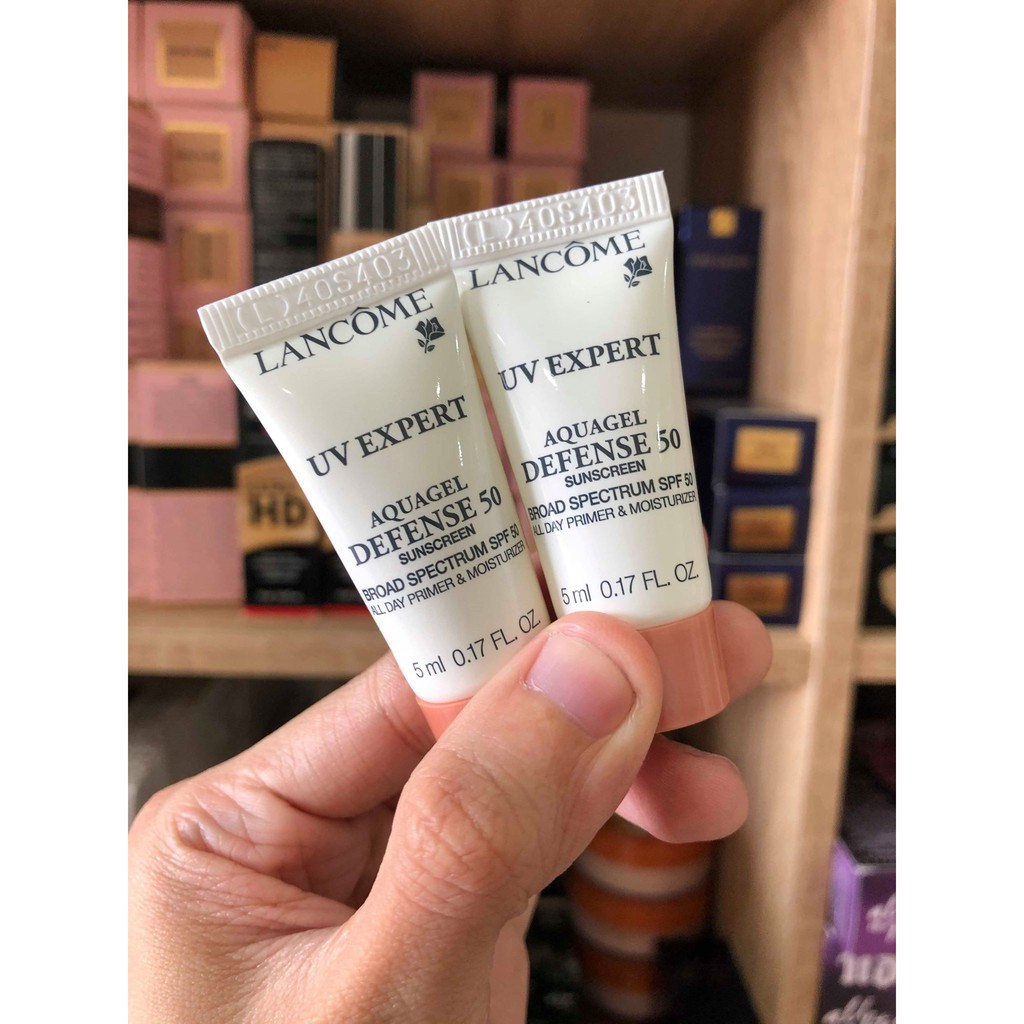 (L)40S403
LANCÔME
UV EXPERT
AQUAGEL
DEFENSE 50
SUNSCREEN
BROAD SPECTRUM SPF 50
ALL DAY PRIMER & MOISTURIZER
5 ml 0.17 FL. OZ.
(L)40S403
LANCÔME
UV EXPERT
AQUAGEL
DEFENSE 50
SUNSCREEN
BROAD SPECTRUM SPF 50
ALL DAY PRIMER & MOISTURIZER
5 ml 0.17 FL. OZ.
HD